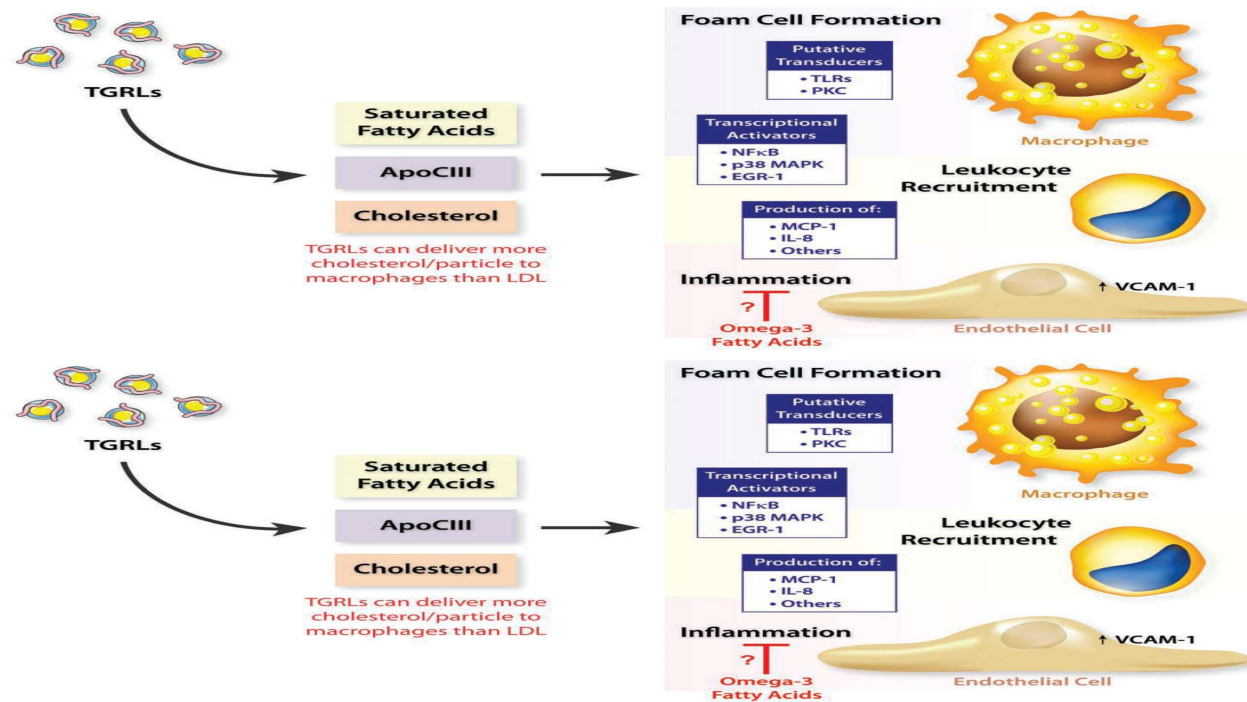 TGRLs
Saturated
Fatty Acids
ApoCIII
Cholesterol
TGRLs can deliver more
cholesterol/particle to
macrophages than LDL
Foam Cell Formation
Putative
Transducers
• TLRs
• PKC
Macrophage
Transcriptional
Activators
• NFκB
• p38 MAPK
• EGR-1
Leukocyte
Recruitment
Production of:
• MCP-1
• IL-8
• Others
Inflammation
?
Omega-3
Fatty Acids
↑ VCAM-1
Endothelial Cell
TGRLs
Saturated
Fatty Acids
ApoCIII
Cholesterol
TGRLs can deliver more
cholesterol/particle to
macrophages than LDL
Foam Cell Formation
Putative
Transducers
• TLRs
• PKC
Macrophage
Transcriptional
Activators
• NFκB
• p38 MAPK
• EGR-1
Leukocyte
Recruitment
Production of:
• MCP-1
• IL-8
• Others
Inflammation
?
Omega-3
Fatty Acids
↑ VCAM-1
Endothelial Cell